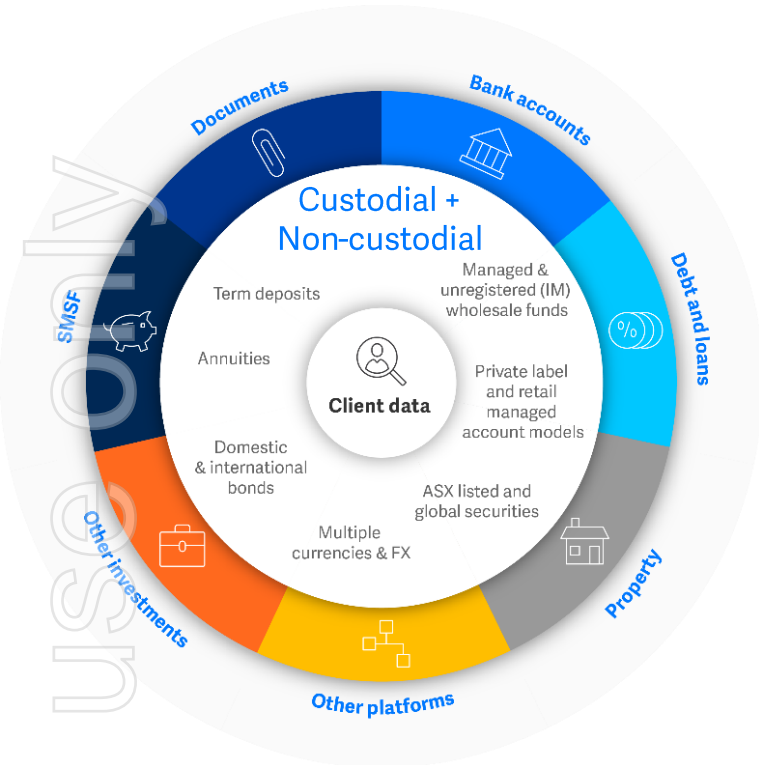 Documents
Bank accounts
Custodial +
Non-custodial
Managed &
unregistered (IM)
wholesale funds
Term deposits
Debt and loans
SMSF
%
Annuities
Client data
Private label
and retail
managed
account models
Domestic
& international
bonds
ASX listed and
global securities
Multiple
currencies & FX
Other investments
Property
Other platforms
use only